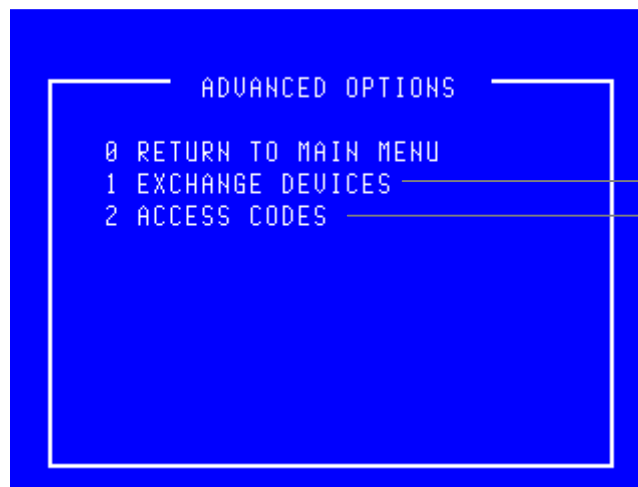 ADVANCED OPTIONS
0 RETURN TO MAIN MENU
1 EXCHANGE DEVICES
2 ACCESS CODES